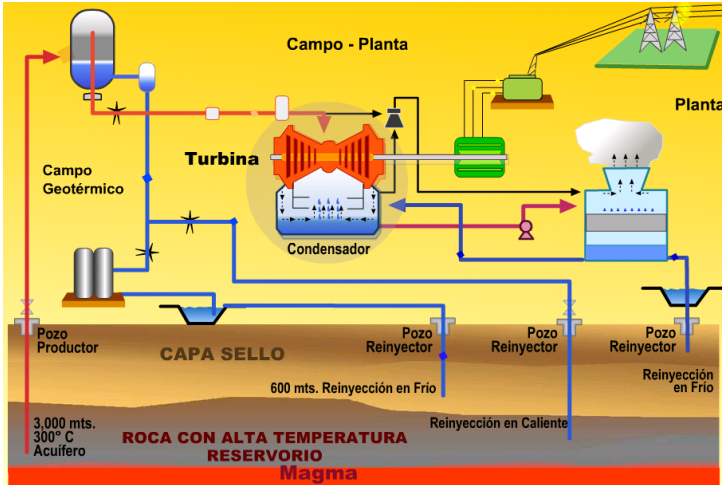 Campo - Planta
Planta
Turbina
Campo
Geotérmico
Condensador
Pozo
Productor
Pozo
Reinyector
Pozo
Reinyector
Pozo
Reinyector
CAPA SELLO
Reinyección
en Frío
600 mts. Reinyección en Frío
3,000 mts.
300° C
Acuífero
Reinyección en Caliente
ROCA CON ALTA TEMPERATURA
RESERVORIO
Magma